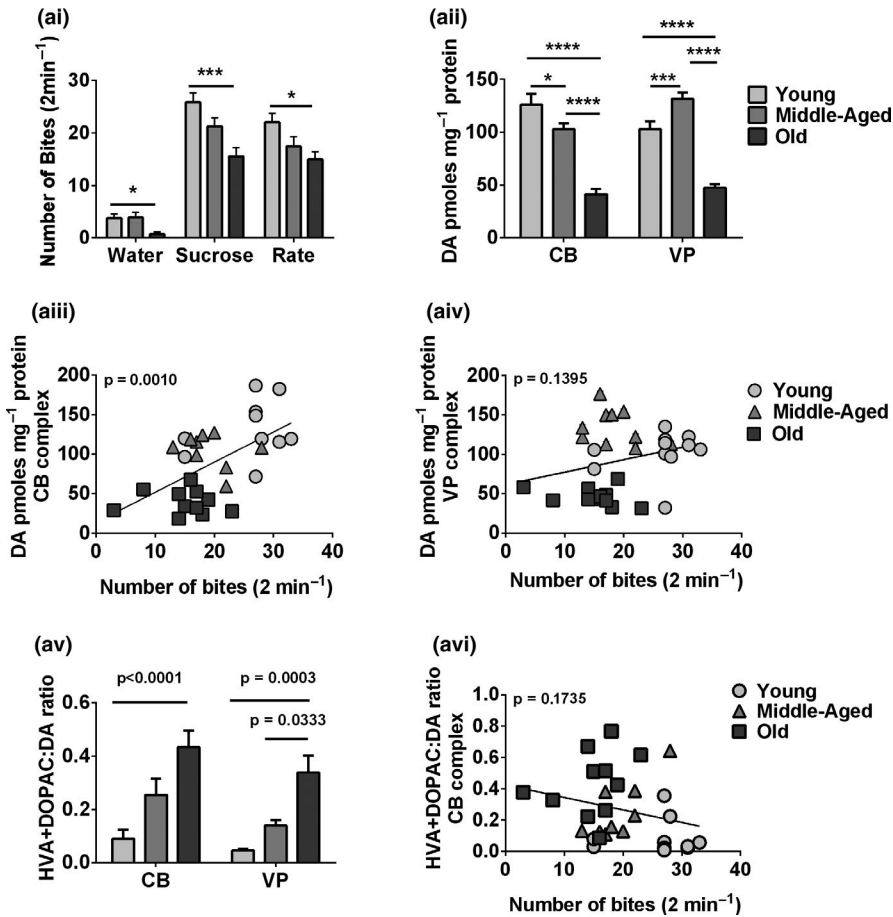 (ai)
Number of Bites (2min⁻¹)
30
20
10
0
*
***
*
Water Sucrose Rate
(aii)
DA pmoles mg⁻¹ protein
150
100
50
0
****
*
****
****
***
****
CB VP
Young
Middle-Aged
Old
(aiii)
DA pmoles mg⁻¹ protein
CB complex
p = 0.0010
200
150
100
50
0
0 10 20 30 40
Number of bites (2 min⁻¹)
(aiv)
DA pmoles mg⁻¹ protein
VP complex
p = 0.1395
200
150
100
50
0
0 10 20 30 40
Number of bites (2 min⁻¹)
Young
Middle-Aged
Old
(av)
HVA+DOPAC:DA ratio
p<0.0001
p = 0.0003
p = 0.0333
0.6
0.4
0.2
0.0
CB VP
(avi)
HVA+DOPAC:DA ratio
CB complex
p = 0.1735
1.0
0.8
0.6
0.4
0.2
0.0
0 10 20 30 40
Number of bites (2 min⁻¹)
Young
Middle-Aged
Old